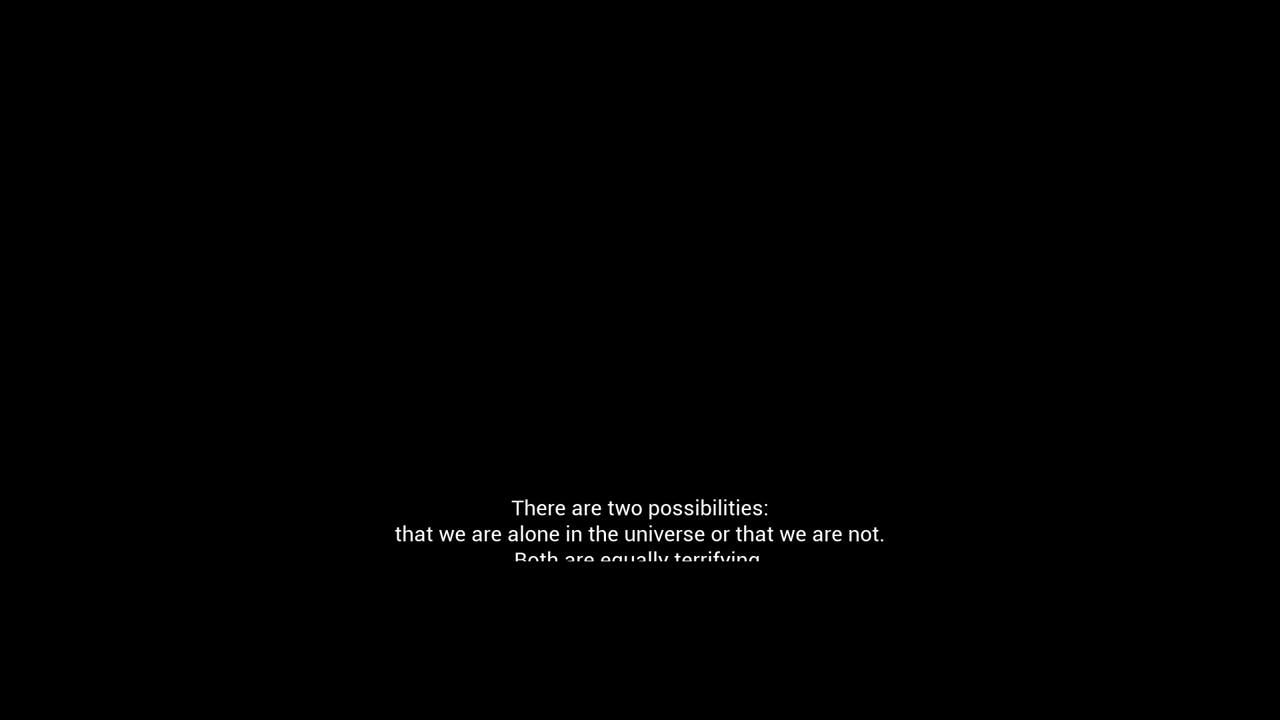 There are two possibilities:
that we are alone in the universe or that we are not.
Both are equally terrifying